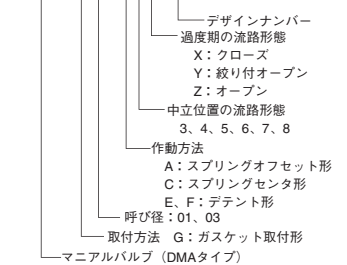 デザインナンバー
過度期の流路形態
X：クローズ
Y：絞り付オープン
Z：オープン
中立位置の流路形態
3、4、5、6、7、8
作動方法
A：スプリングオフセット形
C：スプリングセンタ形
E、F：デテント形
呼び径：01、03
取付方法　G：ガスケット取付形
マニアルバルブ（DMAタイプ）